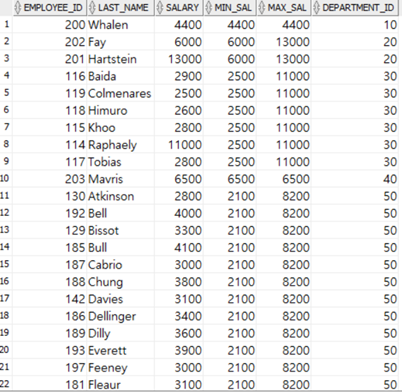 EMPLOYEE_ID LAST_NAME SALARY MIN_SAL MAX_SAL DEPARTMENT_ID
1 200 Whalen 4400 4400 4400 10
2 202 Fay 6000 6000 13000 20
3 201 Hartstein 13000 6000 13000 20
4 116 Baida 2900 2500 11000 30
5 119 Colmenares 2500 2500 11000 30
6 118 Himuro 2600 2500 11000 30
7 115 Khoo 2800 2500 11000 30
8 114 Raphaely 11000 2500 11000 30
9 117 Tobias 2800 2500 11000 30
10 203 Mavris 6500 6500 6500 40
11 130 Atkinson 2800 2100 8200 50
12 192 Bell 4000 2100 8200 50
13 129 Bissot 3300 2100 8200 50
14 185 Bull 4100 2100 8200 50
15 187 Cabrio 3000 2100 8200 50
16 188 Chung 3800 2100 8200 50
17 142 Davies 3100 2100 8200 50
18 186 Dellinger 3400 2100 8200 50
19 189 Dilly 3600 2100 8200 50
20 193 Everett 3900 2100 8200 50
21 197 Feeney 3000 2100 8200 50
22 181 Fleaur 3100 2100 8200 50